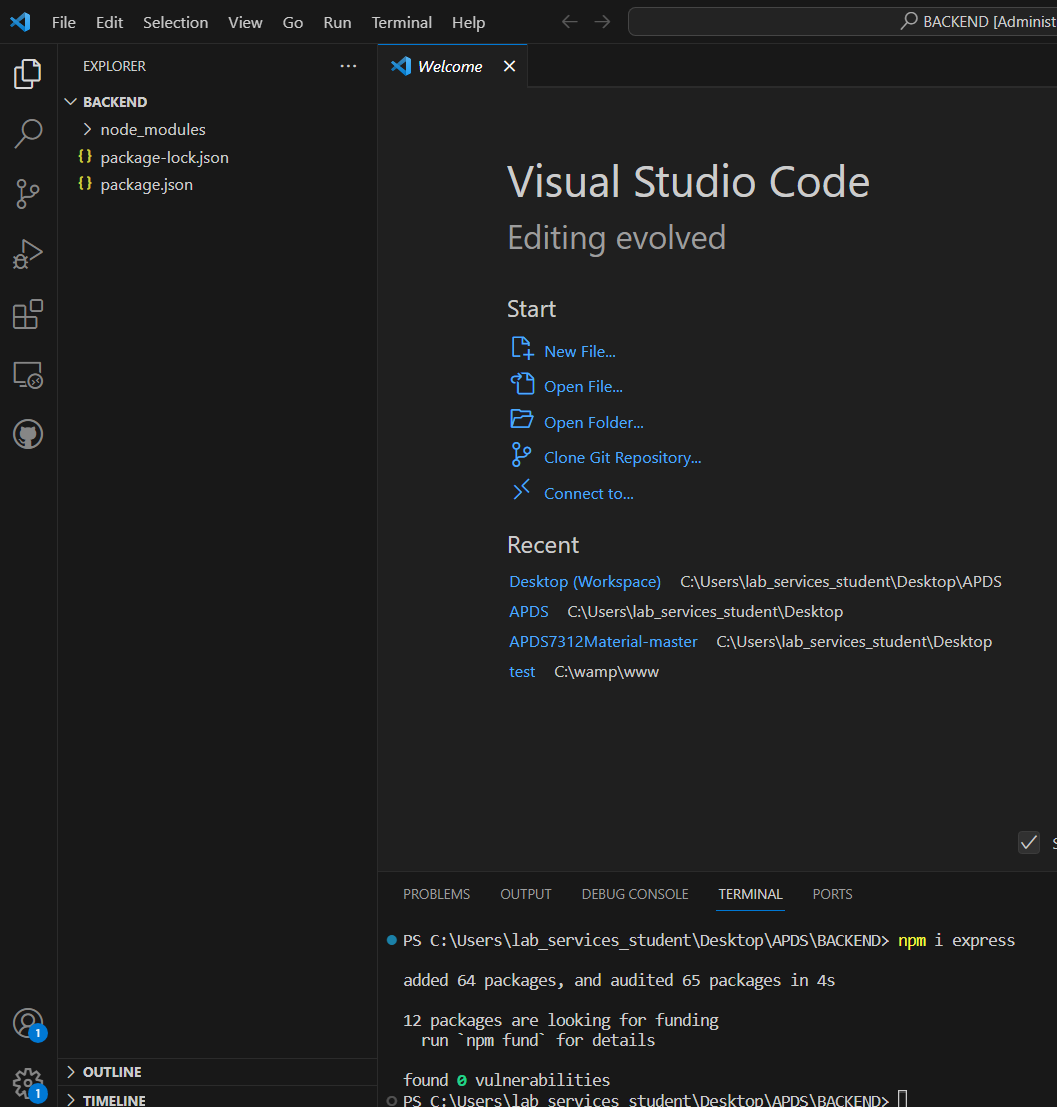 File Edit Selection View Go Run Terminal Help
BACKEND [Administ
EXPLORER
Welcome
BACKEND
node_modules
{} package-lock.json
{} package.json
Visual Studio Code
Editing evolved
Start
New File...
Open File...
Open Folder...
Clone Git Repository...
Connect to...
Recent
Desktop (Workspace) C:\Users\lab_services_student\Desktop\APDS
APDS C:\Users\lab_services_student\Desktop
APDS7312Material-master C:\Users\lab_services_student\Desktop
test C:\wamp\www
PROBLEMS OUTPUT DEBUG CONSOLE TERMINAL PORTS
PS C:\Users\lab_services_student\Desktop\APDS\BACKEND> npm i express
added 64 packages, and audited 65 packages in 4s
12 packages are looking for funding
run `npm fund` for details
found 0 vulnerabilities
PS C:\Users\lab_services_student\Desktop\APDS\BACKEND>
1
1
OUTLINE
TIMELINE